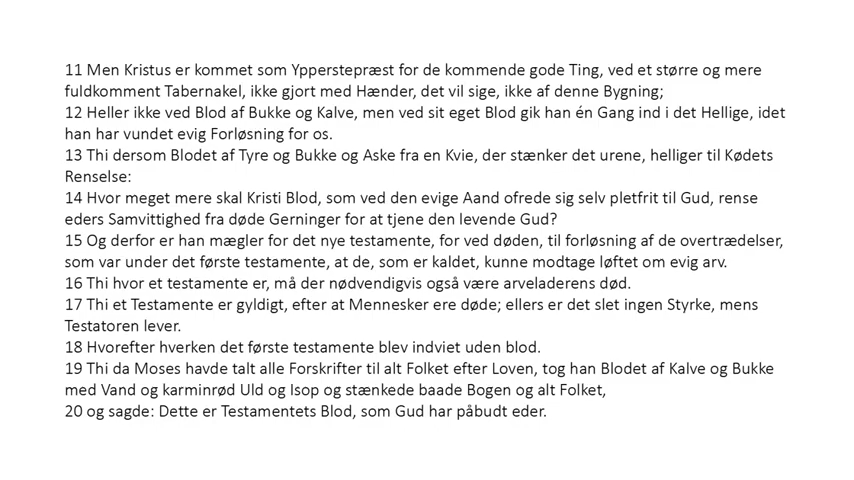 11 Men Kristus er kommet som Ypperstepræst for de kommende gode Ting, ved et større og mere
fuldkomment Tabernakel, ikke gjort med Hænder, det vil sige, ikke af denne Bygning;
12 Heller ikke ved Blod af Bukke og Kalve, men ved sit eget Blod gik han én Gang ind i det Hellige, idet
han har vundet evig Forløsning for os.
13 Thi dersom Blodet af Tyre og Bukke og Aske fra en Kvie, der stænker det urene, helliger til Kødets
Renselse:
14 Hvor meget mere skal Kristi Blod, som ved den evige Aand ofrede sig selv pletfrit til Gud, rense
eders Samvittighed fra døde Gerninger for at tjene den levende Gud?
15 Og derfor er han mægler for det nye testamente, for ved døden, til forløsning af de overtrædelser,
som var under det første testamente, at de, som er kaldet, kunne modtage løftet om evig arv.
16 Thi hvor et testamente er, må der nødvendigvis også være arveladerens død.
17 Thi et Testamente er gyldigt, efter at Mennesker ere døde; ellers er det slet ingen Styrke, mens
Testatoren lever.
18 Hvorefter hverken det første testamente blev indviet uden blod.
19 Thi da Moses havde talt alle Forskrifter til alt Folket efter Loven, tog han Blodet af Kalve og Bukke
med Vand og karminrød Uld og Isop og stænkede baade Bogen og alt Folket,
20 og sagde: Dette er Testamentets Blod, som Gud har påbudt eder.